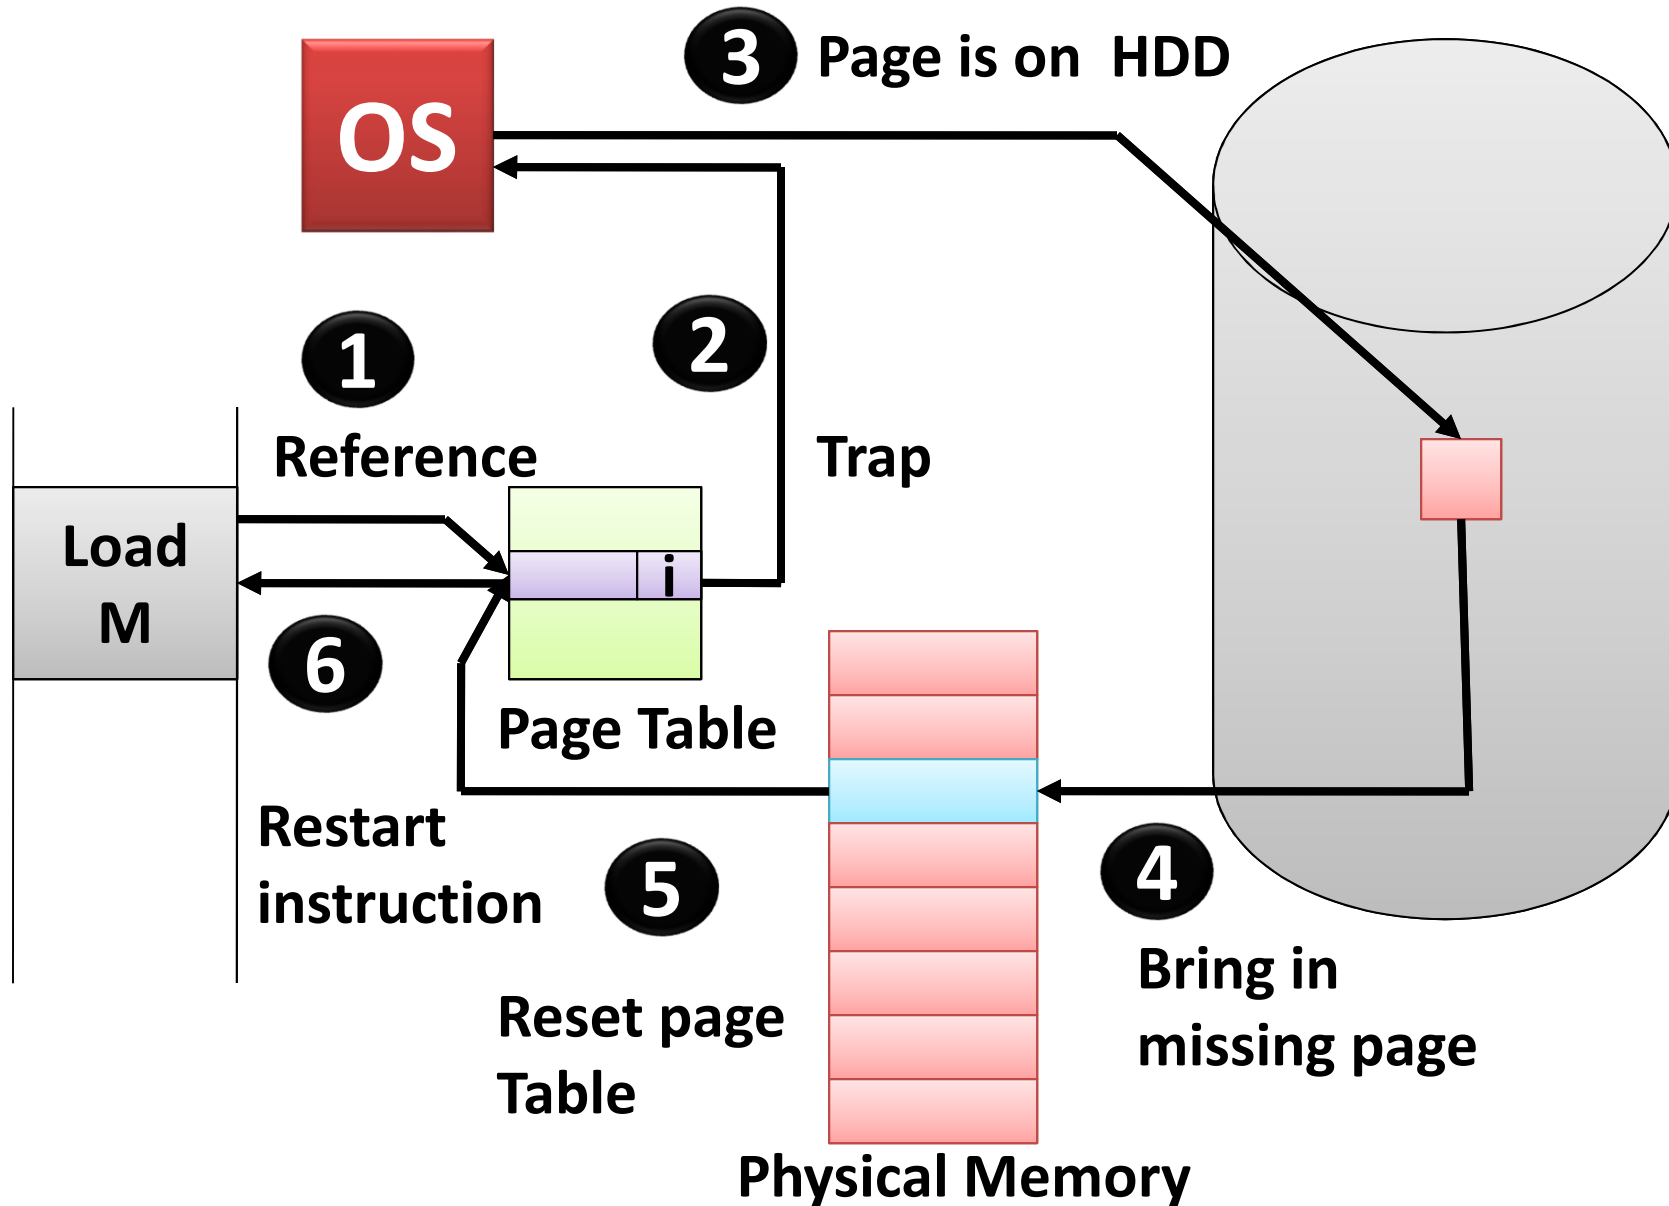 3 Page is on  HDD
OS
1
2
Reference
Trap
Load
M
i
6
Page Table
Restart
instruction
5
4
Reset page
Table
Bring in
missing page
Physical Memory